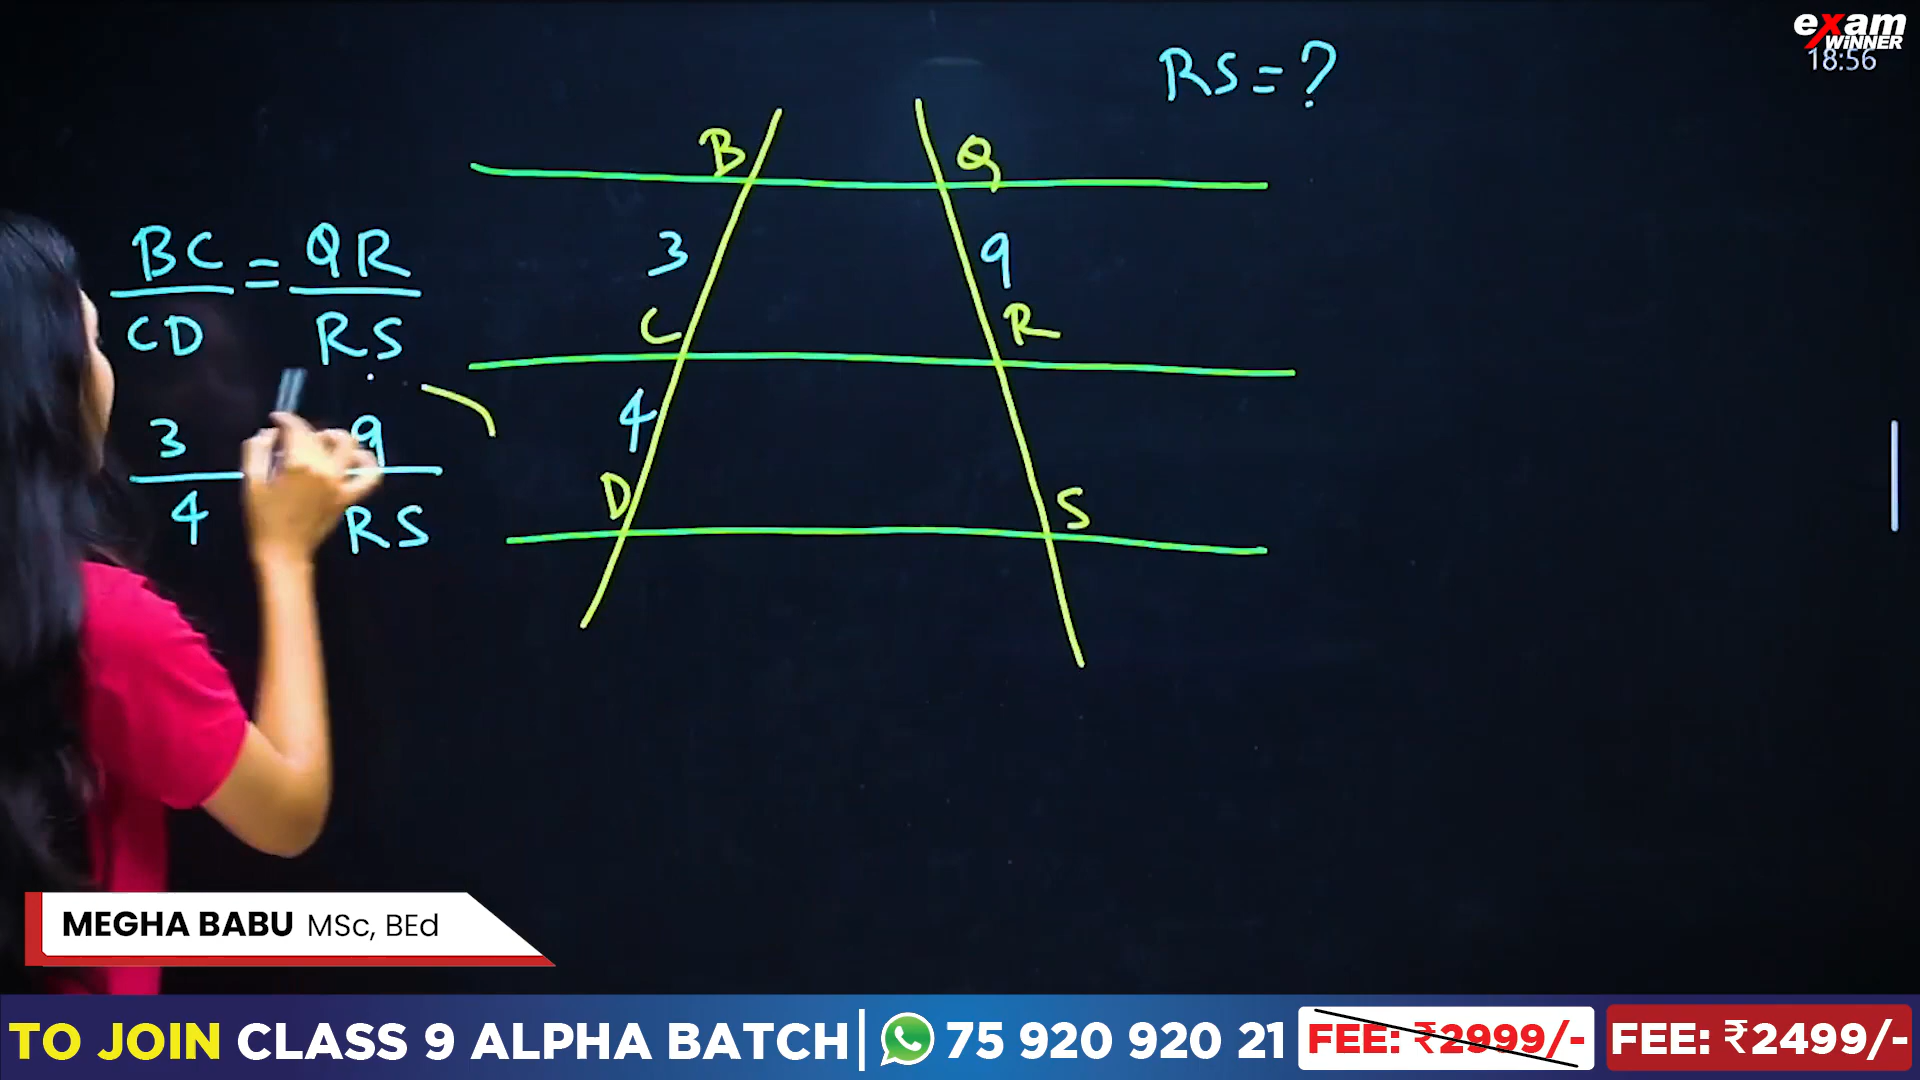 exam
WINNER
18:56
RS = ?
B
Q
3
9
C
R
4
D
S
BC = QR
CD RS
3 9
4 RS
MEGHA BABU MSc, BEd
TO JOIN CLASS 9 ALPHA BATCH | 75 920 920 21 FEE: ₹2999/- FEE: ₹2499/-